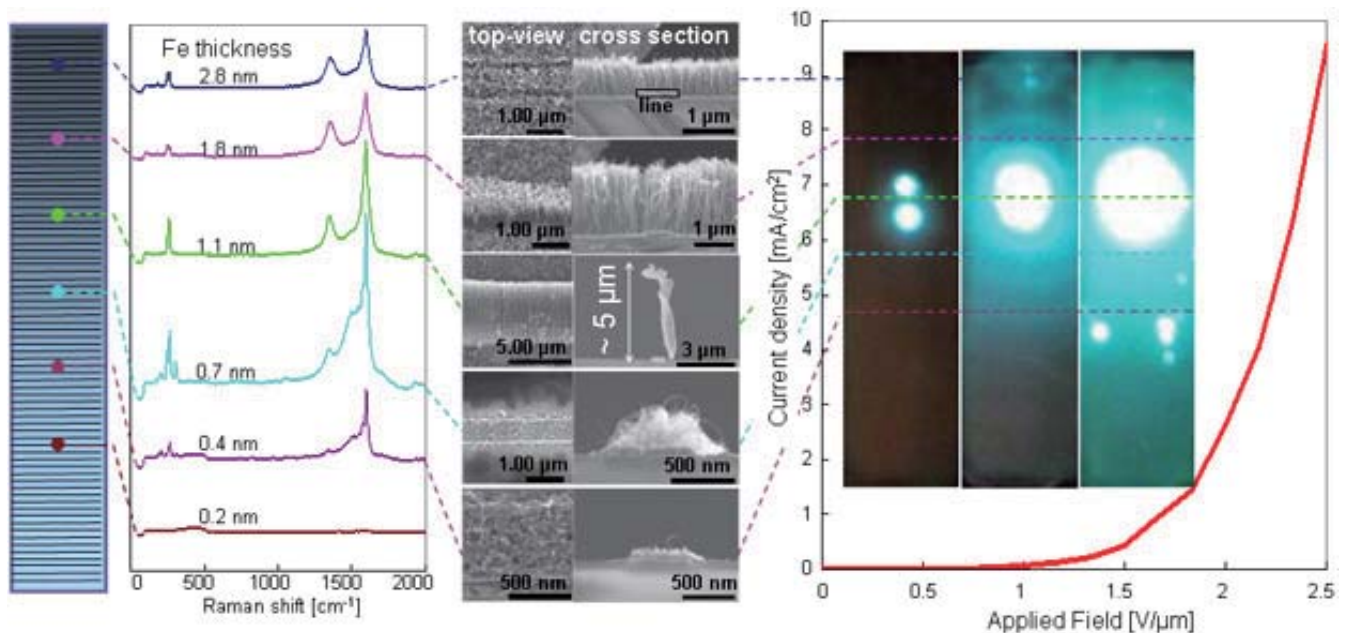 Fe thickness
2.8 nm
1.8 nm
1.1 nm
0.7 nm
0.4 nm
0.2 nm
0 500 1000 1500 2000
Raman shift [cm⁻¹]
top-view cross section
1.00 µm
line
1 µm
1.00 µm
1 µm
5.00 µm
~ 5 µm
3 µm
1.00 µm
500 nm
500 nm
500 nm
10
9
8
7
6
5
4
3
2
1
0
Current density [mA/cm²]
0 0.5 1 1.5 2 2.5
Applied Field [V/µm]